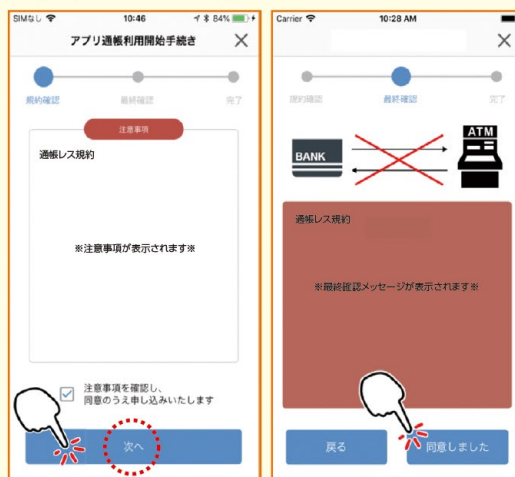 SIMなし 10:46 84%
アプリ通帳利用開始手続き
規約確認 最終確認 完了
注意事項
通帳レス規約
※注意事項が表示されます※
注意事項を確認し、
同意のうえ申し込みいたします
次へ
Carrier 10:28 AM
規約確認 最終確認 完了
BANK
ATM
通帳レス規約
※最終確認メッセージが表示されます※
戻る
同意しました